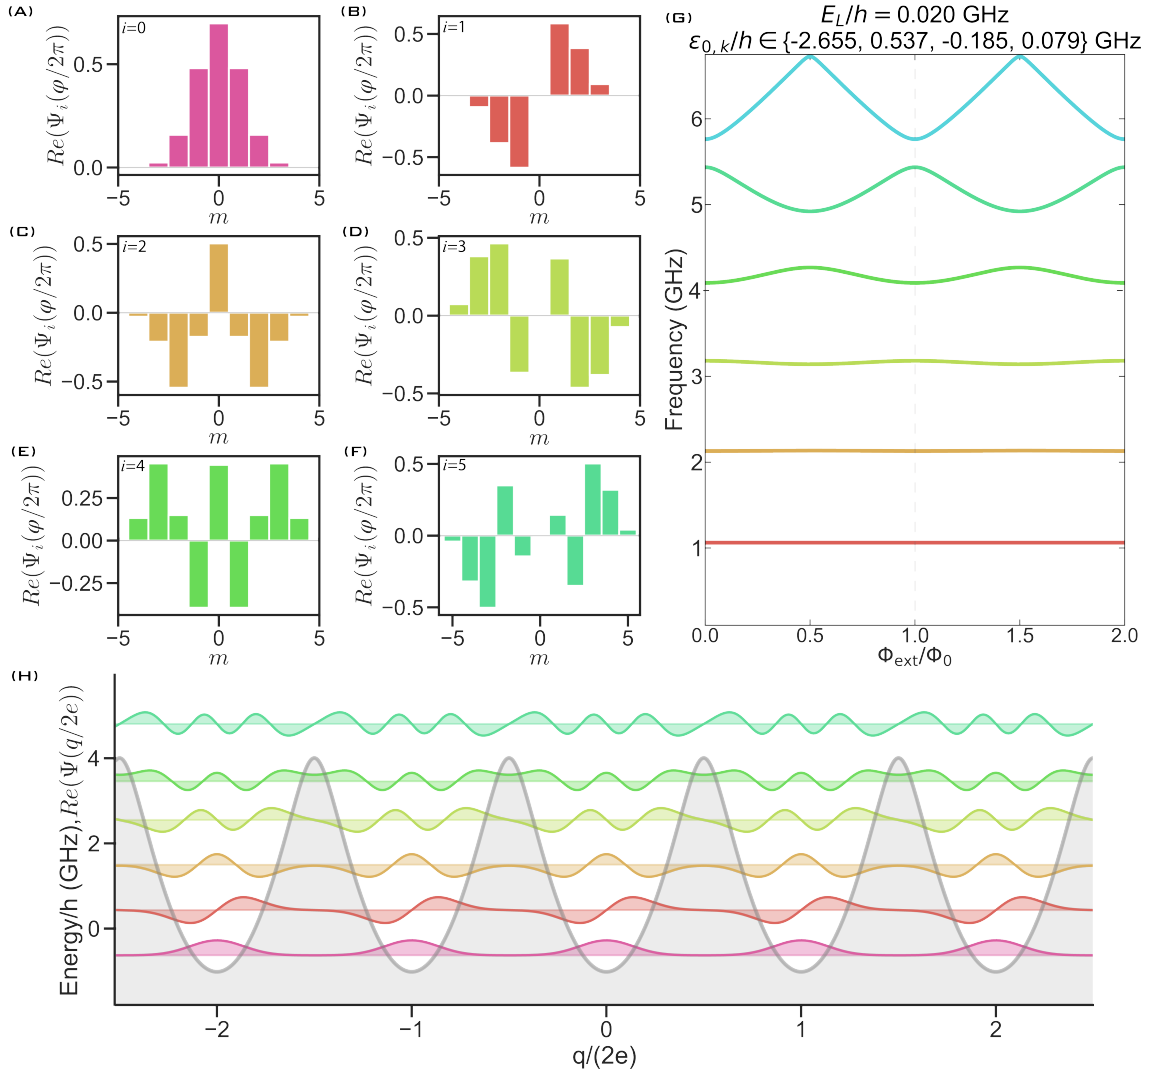 (A)
i=0
Re(Ψ_i(φ/2π))
0.5
0.0
−5 0 5
m
(B)
i=1
Re(Ψ_i(φ/2π))
0.5
0.0
−0.5
−5 0 5
m
(C)
i=2
Re(Ψ_i(φ/2π))
0.5
0.0
−0.5
−5 0 5
m
(D)
i=3
Re(Ψ_i(φ/2π))
0.5
0.0
−0.5
−5 0 5
m
(E)
i=4
Re(Ψ_i(φ/2π))
0.25
0.00
−0.25
−5 0 5
m
(F)
i=5
Re(Ψ_i(φ/2π))
0.5
0.0
−0.5
−5 0 5
m
(G)
E_L/h = 0.020 GHz
ε_{0,k}/h ∈ {-2.655, 0.537, -0.185, 0.079} GHz
Frequency (GHz)
6
5
4
3
2
1
0.0 0.5 1.0 1.5 2.0
Φ_ext/Φ_0
(H)
Energy/h (GHz), Re(Ψ(q/2e))
4
2
0
−2 −1 0 1 2
q/(2e)